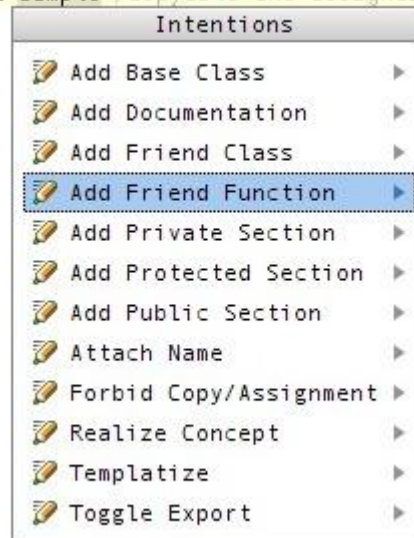 Intentions
Add Base Class
Add Documentation
Add Friend Class
Add Friend Function
Add Private Section
Add Protected Section
Add Public Section
Attach Name
Forbid Copy/Assignment
Realize Concept
Templatize
Toggle Export